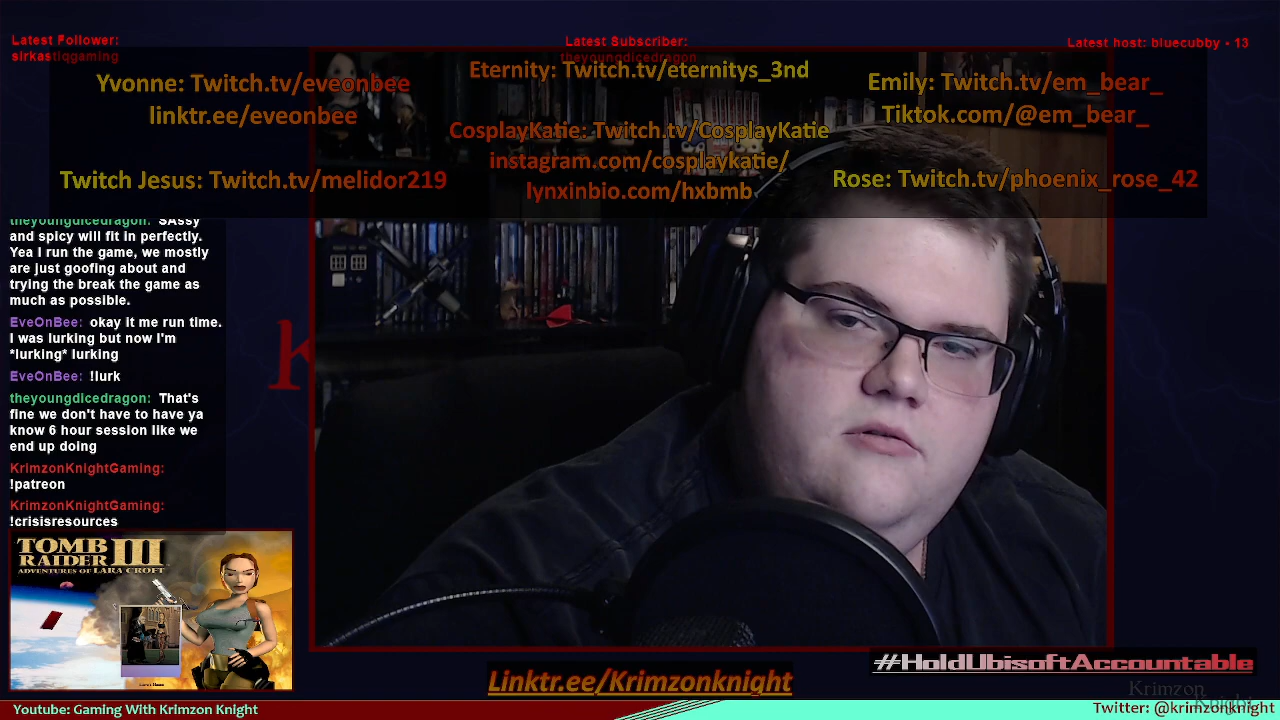 Latest Follower:
sirkastiqgaming
Latest Subscriber:
theyoungdicedragon
Latest host: bluecubby - 13
Yvonne: Twitch.tv/eveonbee
linktr.ee/eveonbee
Twitch Jesus: Twitch.tv/melidor219
Eternity: Twitch.tv/eternitys_3nd
CosplayKatie: Twitch.tv/CosplayKatie
instagram.com/cosplaykatie/
lynxinbio.com/hxbmb
Emily: Twitch.tv/em_bear_
Tiktok.com/@em_bear_
Rose: Twitch.tv/phoenix_rose_42
theyoungdicedragon: SAssy
and spicy will fit in perfectly.
Yea I run the game, we mostly
are just goofing about and
trying the break the game as
much as possible.
EveOnBee: okay it me run time.
I was lurking but now I'm
*lurking* lurking
EveOnBee: !lurk
theyoungdicedragon: That's
fine we don't have to have ya
know 6 hour session like we
end up doing
KrimzonKnightGaming:
!patreon
KrimzonKnightGaming:
!crisisresources
TOMB
RAIDER III
ADVENTURES OF LARA CROFT
#HoldUbisoftAccountable
Linktr.ee/Krimzonknight
Krimzon
Knight
Youtube: Gaming With Krimzon Knight
Twitter: @krimzonknight